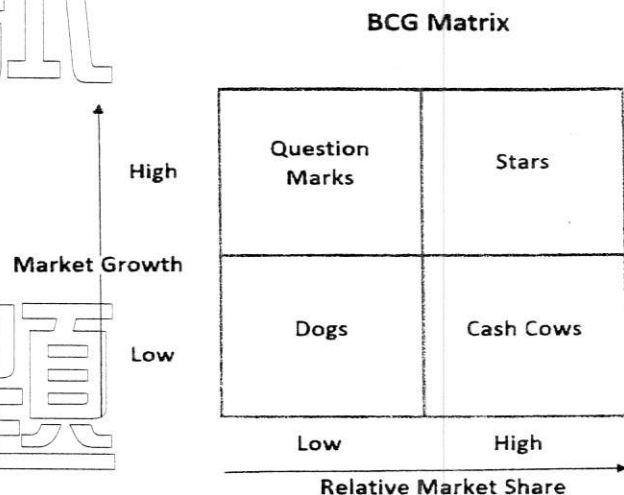 BCG Matrix
Question
Marks
Stars
High
Market Growth
Dogs
Cash Cows
Low
Low
High
Relative Market Share